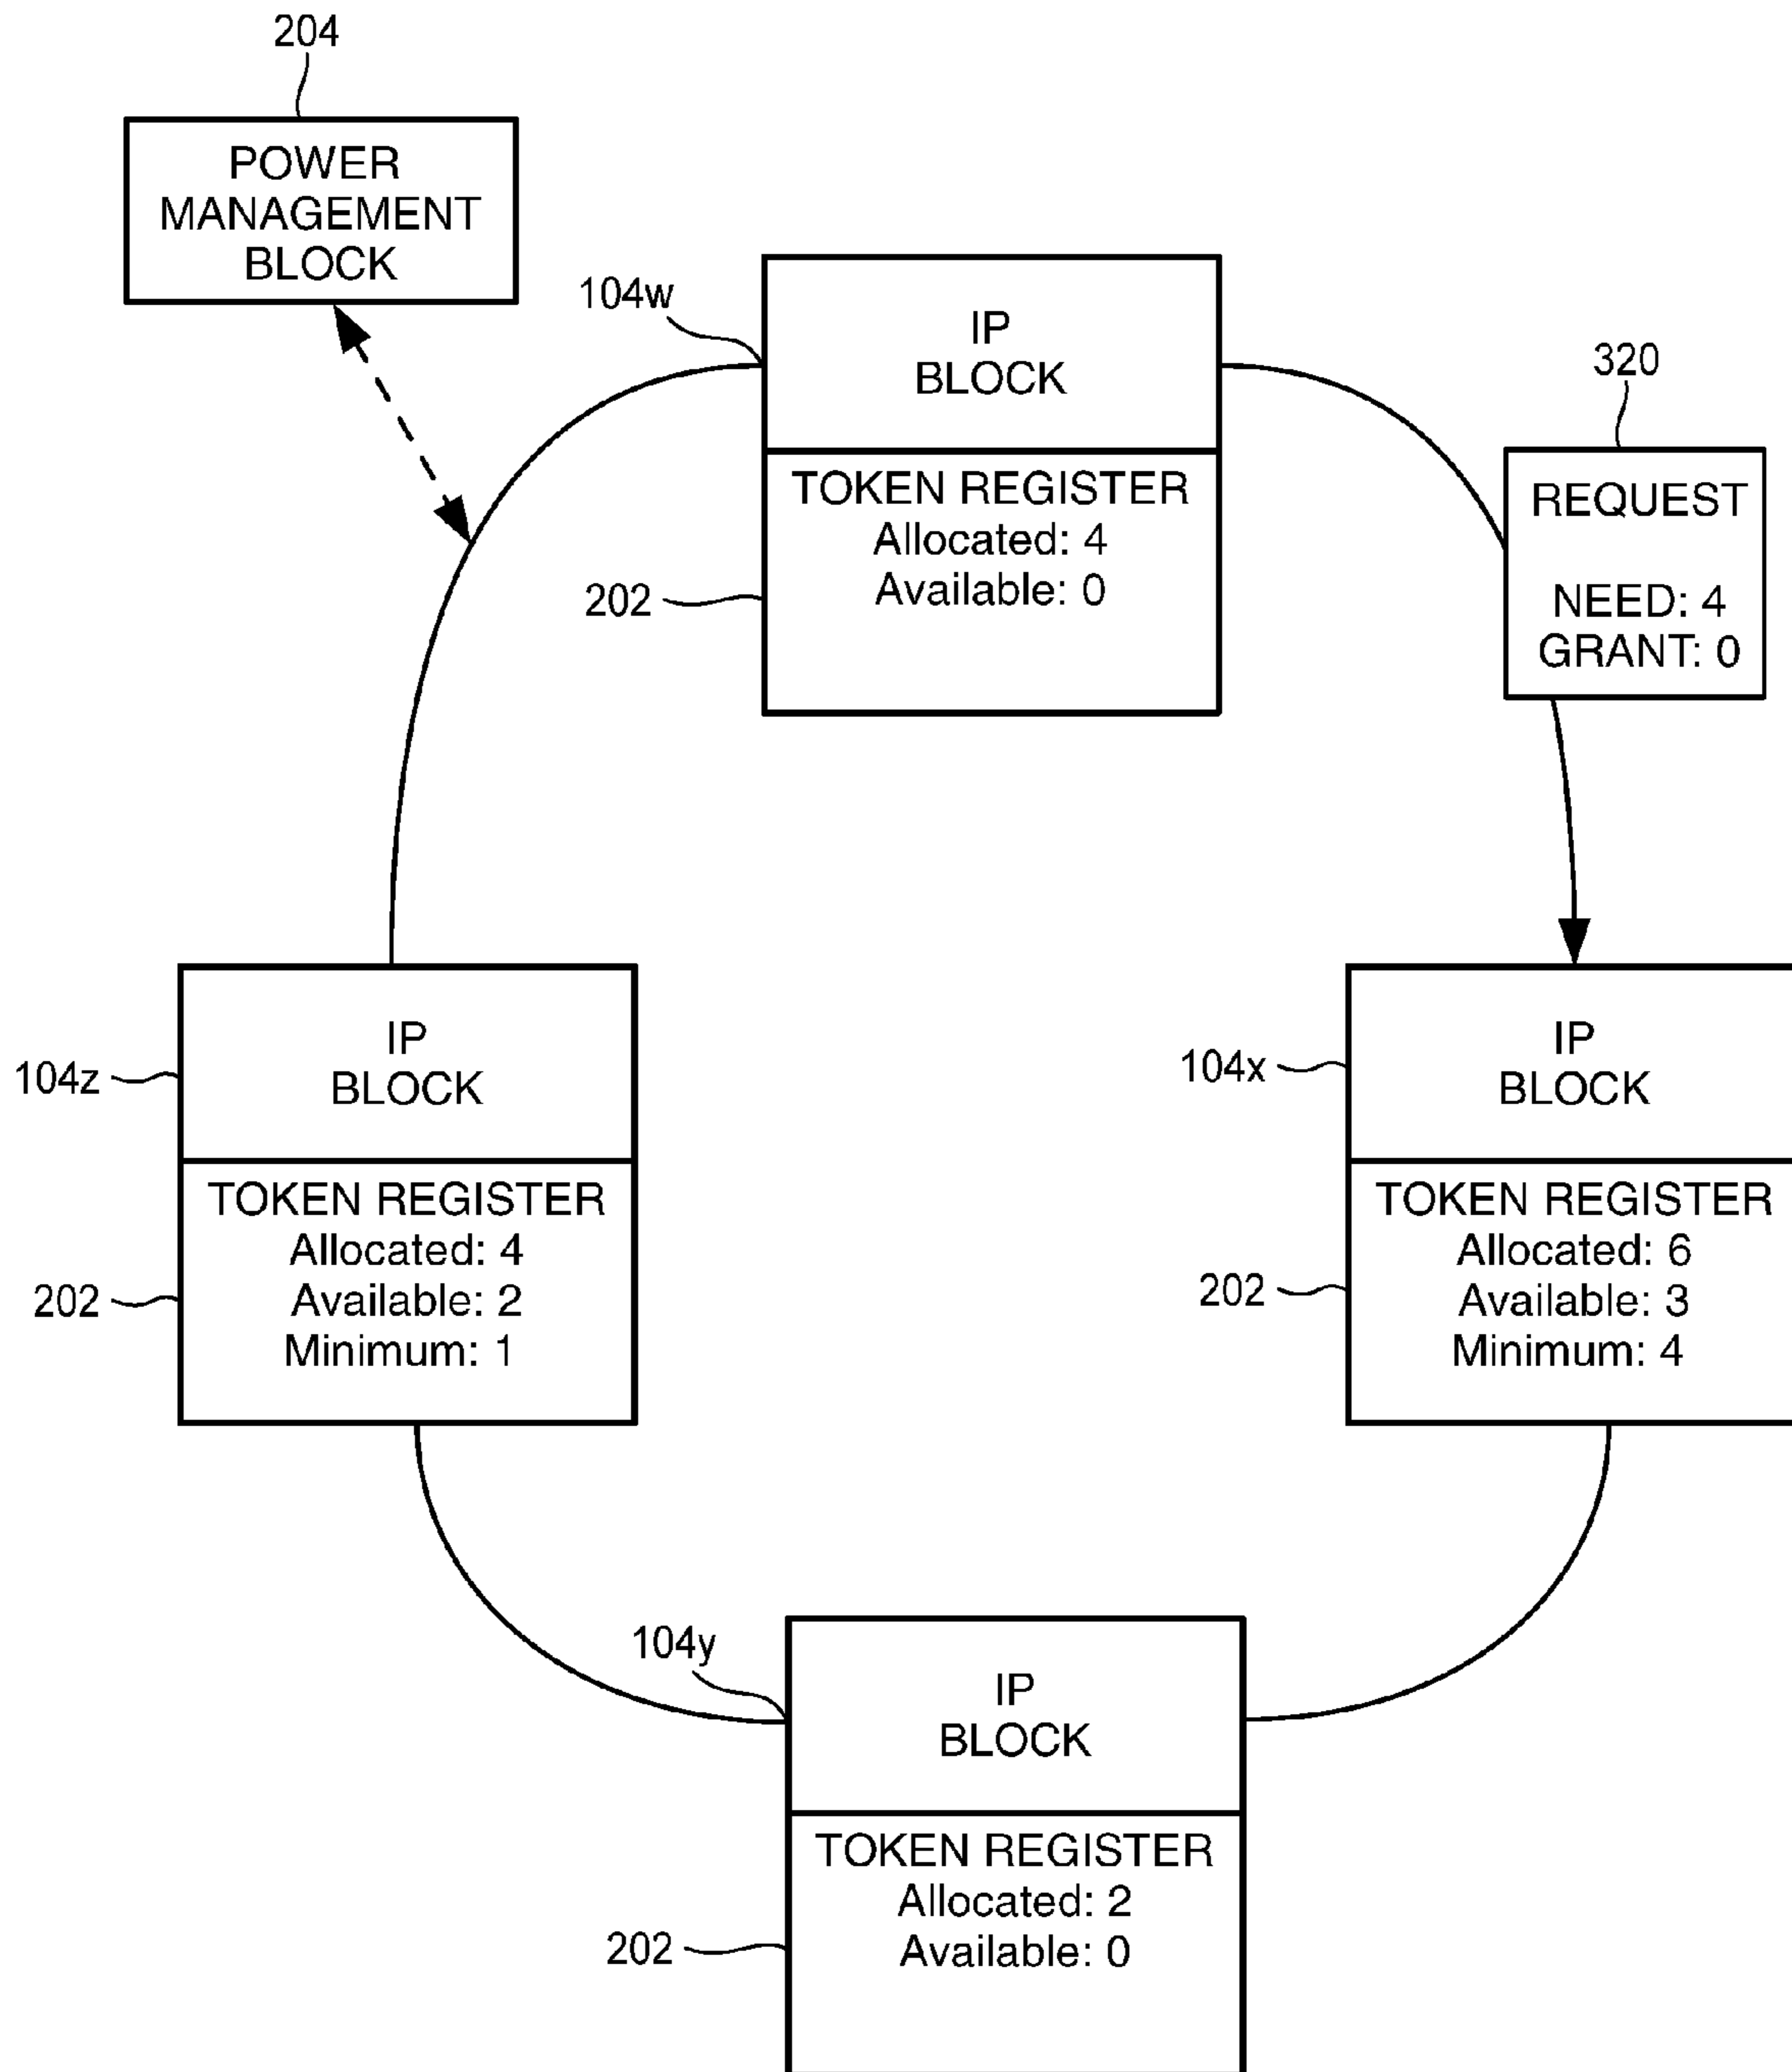 204
POWER
MANAGEMENT
BLOCK
104w
IP
BLOCK
320
REQUEST
NEED: 4
GRANT: 0
TOKEN REGISTER
Allocated: 4
Available: 0
202
104z
IP
BLOCK
TOKEN REGISTER
Allocated: 4
Available: 2
Minimum: 1
202
104x
IP
BLOCK
TOKEN REGISTER
Allocated: 6
Available: 3
Minimum: 4
202
104y
IP
BLOCK
TOKEN REGISTER
Allocated: 2
Available: 0
202